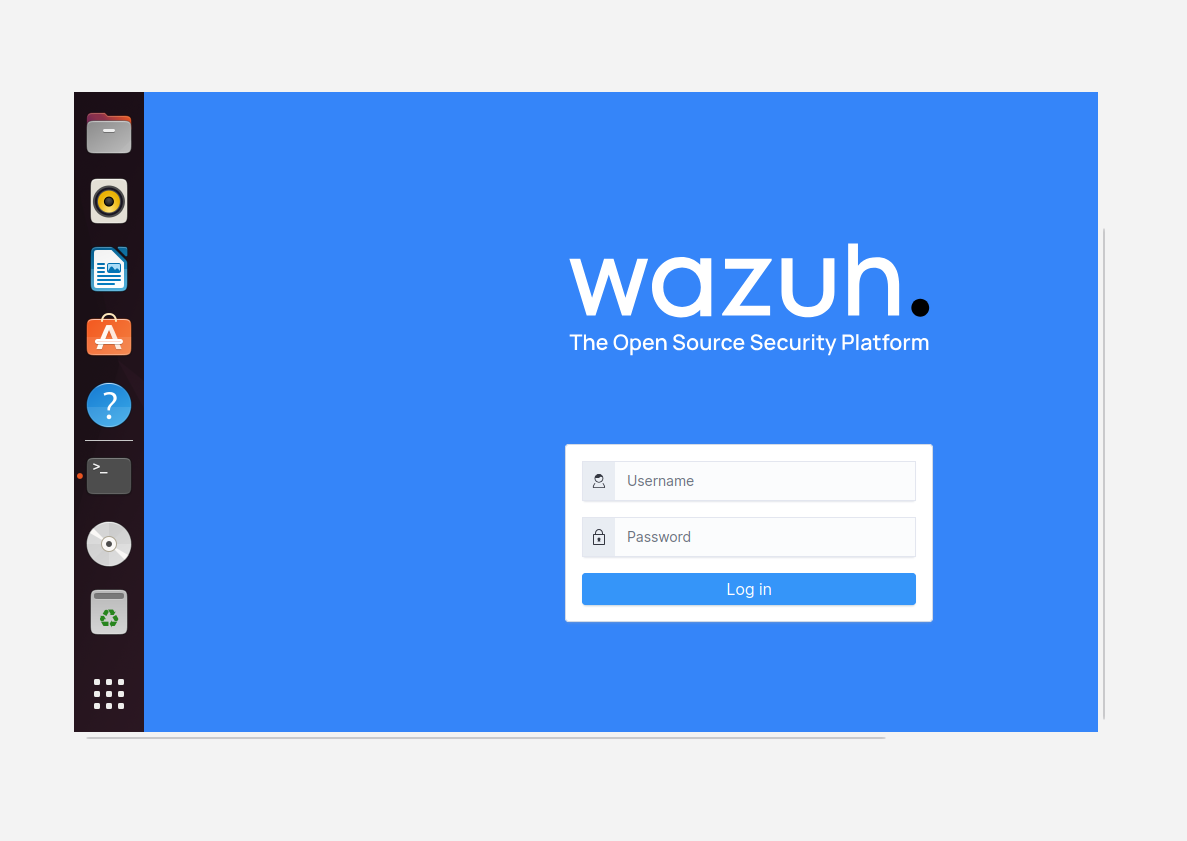 wazuh.
The Open Source Security Platform
Username
Password
Log in